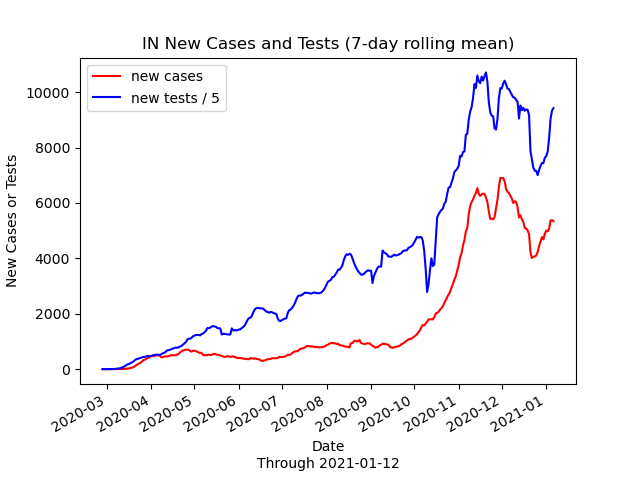 IN New Cases and Tests (7-day rolling mean)
new cases
new tests / 5
New Cases or Tests
10000
8000
6000
4000
2000
0
2020-03
2020-04
2020-05
2020-06
2020-07
2020-08
2020-09
2020-10
2020-11
2020-12
2021-01
Date
Through 2021-01-12